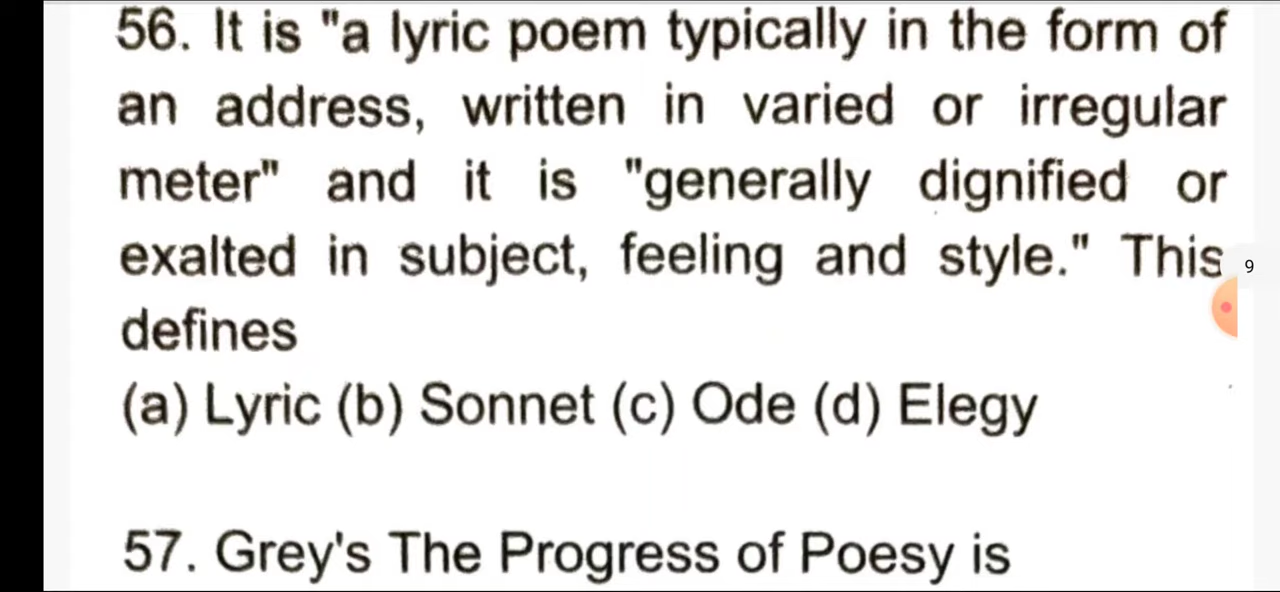 56. It is "a lyric poem typically in the form of
an address, written in varied or irregular
meter" and it is "generally dignified or
exalted in subject, feeling and style." This
9
defines
(a) Lyric (b) Sonnet (c) Ode (d) Elegy
57. Grey's The Progress of Poesy is